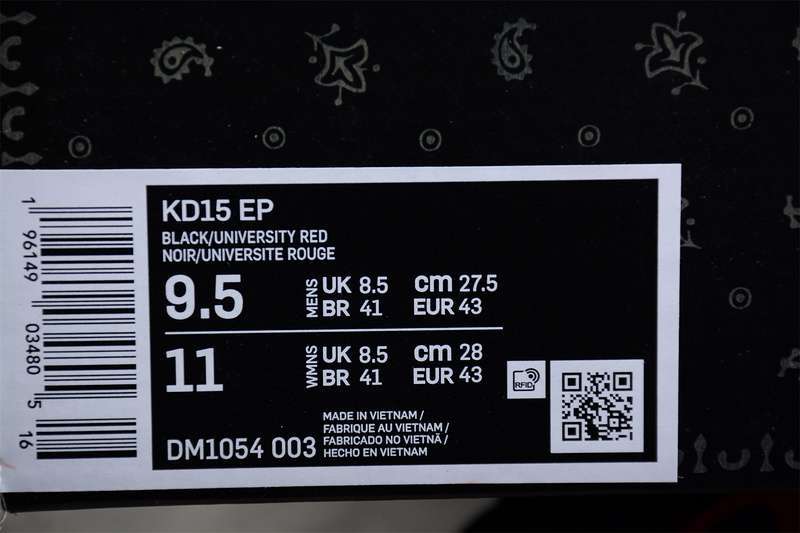 KD15 EP
BLACK/UNIVERSITY RED
NOIR/UNIVERSITE ROUGE
9.5
MENS
UK 8.5 cm 27.5
BR 41 EUR 43
11
WMNS
UK 8.5 cm 28
BR 41 EUR 43
RFID
DM1054 003
MADE IN VIETNAM /
FABRIQUE AU VIETNAM /
FABRICADO NO VIETNÃ /
HECHO EN VIETNAM
1 96149 03480 5 16